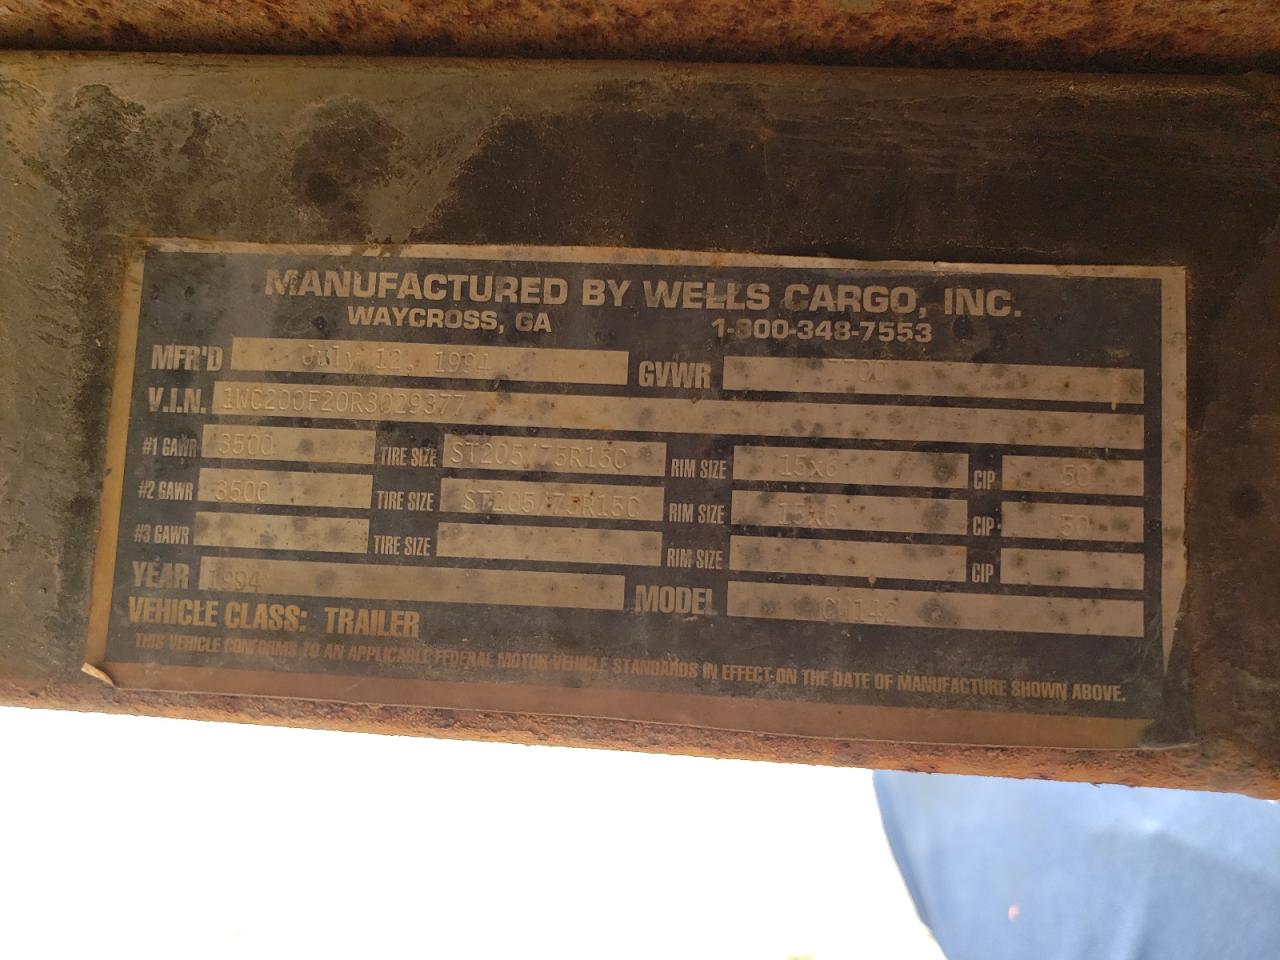 MANUFACTURED BY WELLS CARGO, INC.
WAYCROSS, GA 1-800-348-7553
MFR'D July 12, 1994 GVWR 7700
V.I.N. 1WC200F20R3029377
#1 GAWR 3500 TIRE SIZE ST205/75R15C RIM SIZE 15x6 CIP 50
#2 GAWR 3500 TIRE SIZE ST205/75R15C RIM SIZE 15x6 CIP 50
#3 GAWR TIRE SIZE RIM SIZE CIP
YEAR 1994 MODEL
VEHICLE CLASS: TRAILER
THIS VEHICLE CONFORMS TO AN APPLICABLE FEDERAL MOTOR VEHICLE STANDARDS IN EFFECT ON THE DATE OF MANUFACTURE SHOWN ABOVE.